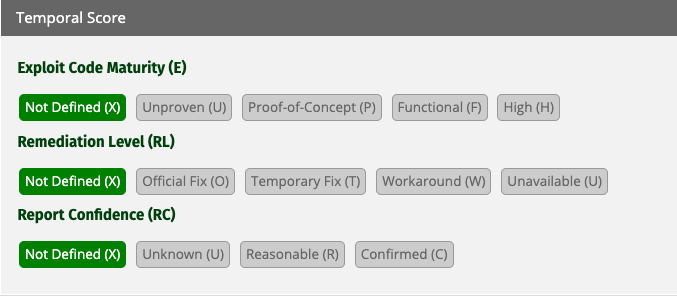 Temporal Score
Exploit Code Maturity (E)
Not Defined (X) Unproven (U) Proof-of-Concept (P) Functional (F) High (H)
Remediation Level (RL)
Not Defined (X) Official Fix (O) Temporary Fix (T) Workaround (W) Unavailable (U)
Report Confidence (RC)
Not Defined (X) Unknown (U) Reasonable (R) Confirmed (C)